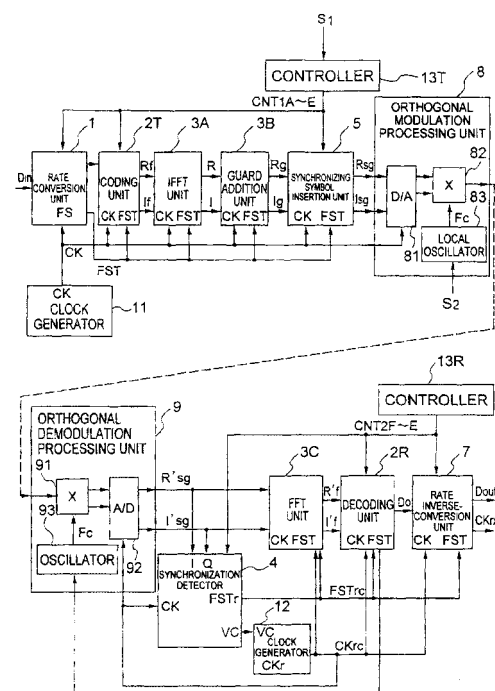 S1
CONTROLLER
13T
8
CNT1A~E
ORTHOGONAL MODULATION PROCESSING UNIT
1
2T
3A
3B
5
82
Din
RATE CONVERSION UNIT
FS
CODING UNIT
CK FST
Rf
If
IFFT UNIT
CK FST
R
I
GUARD ADDITION UNIT
CK FST
Rg
Ig
SYNCHRONIZING SYMBOL INSERTION UNIT
CK FST
Rsg
Isg
D/A
X
83
Fc
81
LOCAL OSCILLATOR
CK
FST
S2
CK
CLOCK GENERATOR
11
13R
CONTROLLER
9
ORTHOGONAL DEMODULATION PROCESSING UNIT
CNT2F~E
3C
2R
7
91
X
A/D
R'sg
I'sg
FFT UNIT
CK FST
R'f
I'f
DECODING UNIT
CK FST
Do
RATE INVERSE-CONVERSION UNIT
CK FST
Dout
93
Fc
OSCILLATOR
92
I
Q
4
SYNCHRONIZATION DETECTOR
FSTr
FSTrc
CK
VC
12
VC
CLOCK GENERATOR
CKr
CKrc